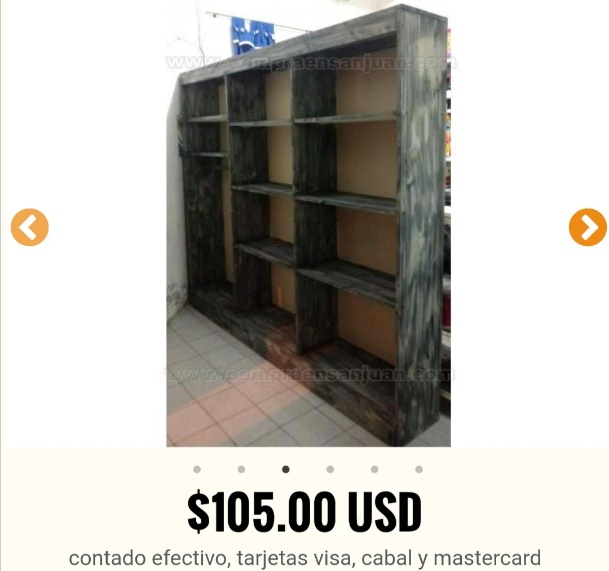 www.compraensanjuan.com
www.compraensanjuan.com
$105.00 USD
contado efectivo, tarjetas visa, cabal y mastercard